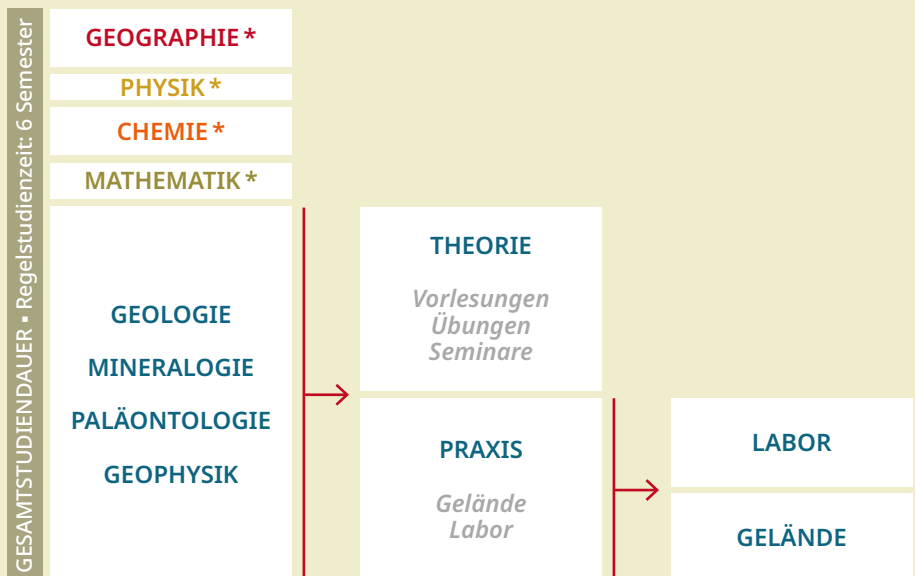 GESAMTSTUDIENDAUER ▪ Regelstudienzeit: 6 Semester
GEOGRAPHIE *
PHYSIK *
CHEMIE *
MATHEMATIK *
GEOLOGIE
MINERALOGIE
PALÄONTOLOGIE
GEOPHYSIK
THEORIE
Vorlesungen
Übungen
Seminare
PRAXIS
Gelände
Labor
LABOR
GELÄNDE